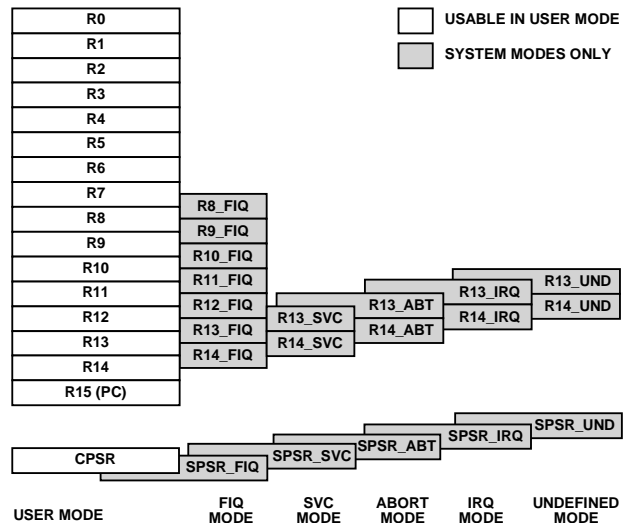 R0
R1
R2
R3
R4
R5
R6
R7
R8
R9
R10
R11
R12
R13
R14
R15 (PC)
USABLE IN USER MODE
SYSTEM MODES ONLY
R8_FIQ
R9_FIQ
R10_FIQ
R11_FIQ
R12_FIQ
R13_FIQ
R14_FIQ
R13_SVC
R14_SVC
R13_ABT
R14_ABT
R13_IRQ
R14_IRQ
R13_UND
R14_UND
CPSR
SPSR_FIQ
SPSR_SVC
SPSR_ABT
SPSR_IRQ
SPSR_UND
USER MODE
FIQ
MODE
SVC
MODE
ABORT
MODE
IRQ
MODE
UNDEFINED
MODE